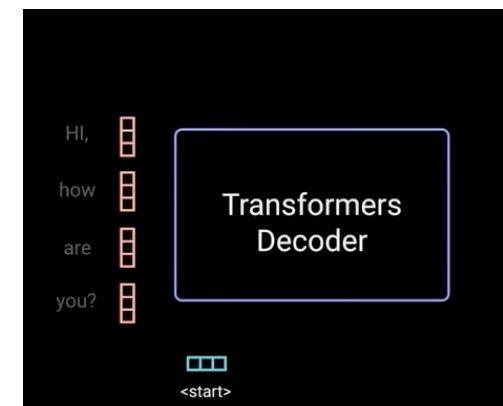 HI,
how
are
you?
Transformers
Decoder
<start>